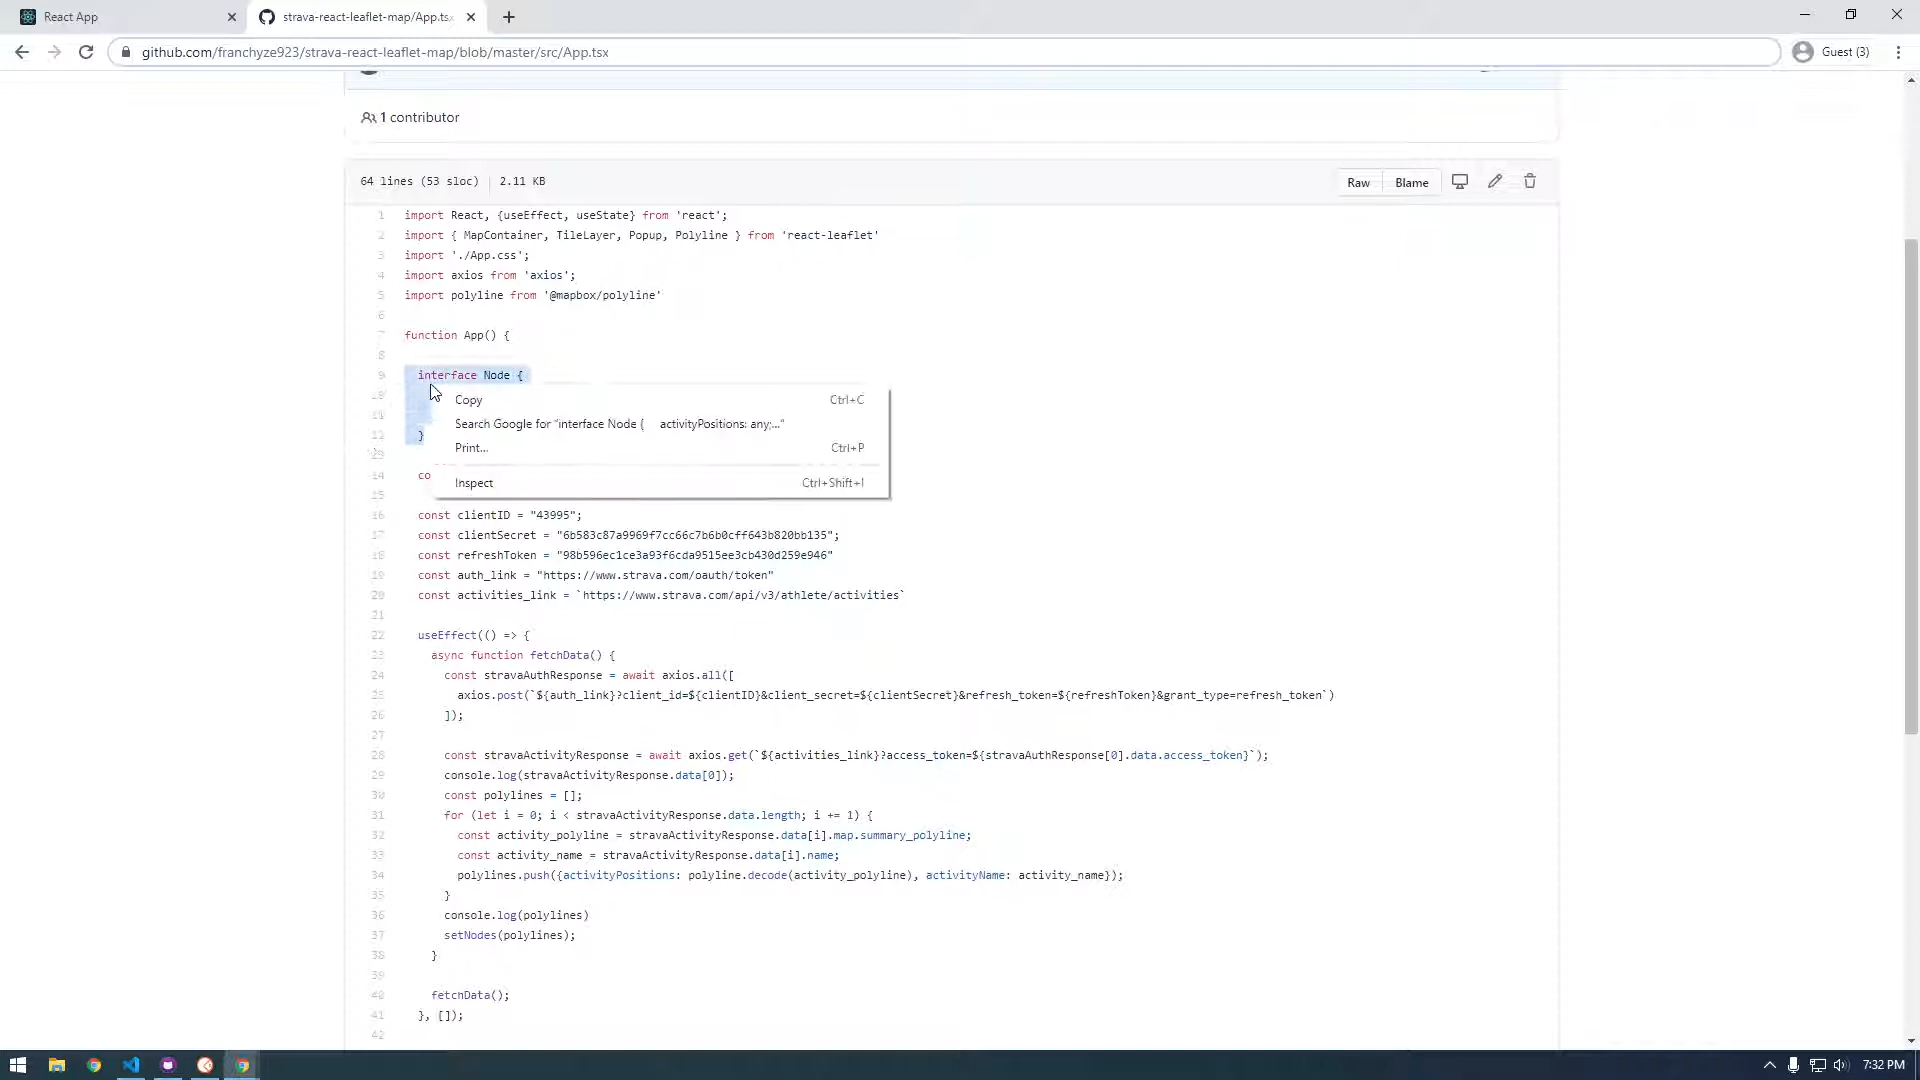 React App
strava-react-leaflet-map/App.tsx
github.com/franchyze923/strava-react-leaflet-map/blob/master/src/App.tsx
Guest (3)
1 contributor
64 lines (53 sloc) | 2.11 KB
Raw Blame
1 import React, {useEffect, useState} from 'react';
2 import { MapContainer, TileLayer, Popup, Polyline } from 'react-leaflet'
3 import './App.css';
4 import axios from 'axios';
5 import polyline from '@mapbox/polyline'
6
7 function App() {
8
9 interface Node {
10
11
12 }
13
14 co
15
16 const clientID = "43995";
17 const clientSecret = "6b583c87a9969f7cc66c7b6b0cff643b820bb135";
18 const refreshToken = "98b596ec1ce3a93f6cda9515ee3cb430d259e946"
19 const auth_link = "https://www.strava.com/oauth/token"
20 const activities_link = `https://www.strava.com/api/v3/athlete/activities`
21
22 useEffect(() => {
23 async function fetchData() {
24 const stravaAuthResponse = await axios.all([
25 axios.post(`${auth_link}?client_id=${clientID}&client_secret=${clientSecret}&refresh_token=${refreshToken}&grant_type=refresh_token`)
26 ]);
27
28 const stravaActivityResponse = await axios.get(`${activities_link}?access_token=${stravaAuthResponse[0].data.access_token}`);
29 console.log(stravaActivityResponse.data[0]);
30 const polylines = [];
31 for (let i = 0; i < stravaActivityResponse.data.length; i += 1) {
32 const activity_polyline = stravaActivityResponse.data[i].map.summary_polyline;
33 const activity_name = stravaActivityResponse.data[i].name;
34 polylines.push({activityPositions: polyline.decode(activity_polyline), activityName: activity_name});
35 }
36 console.log(polylines)
37 setNodes(polylines);
38 }
39
40 fetchData();
41 }, []);
42
Copy Ctrl+C
Search Google for "interface Node { activityPositions: any;..."
Print... Ctrl+P
Inspect Ctrl+Shift+I
7:32 PM